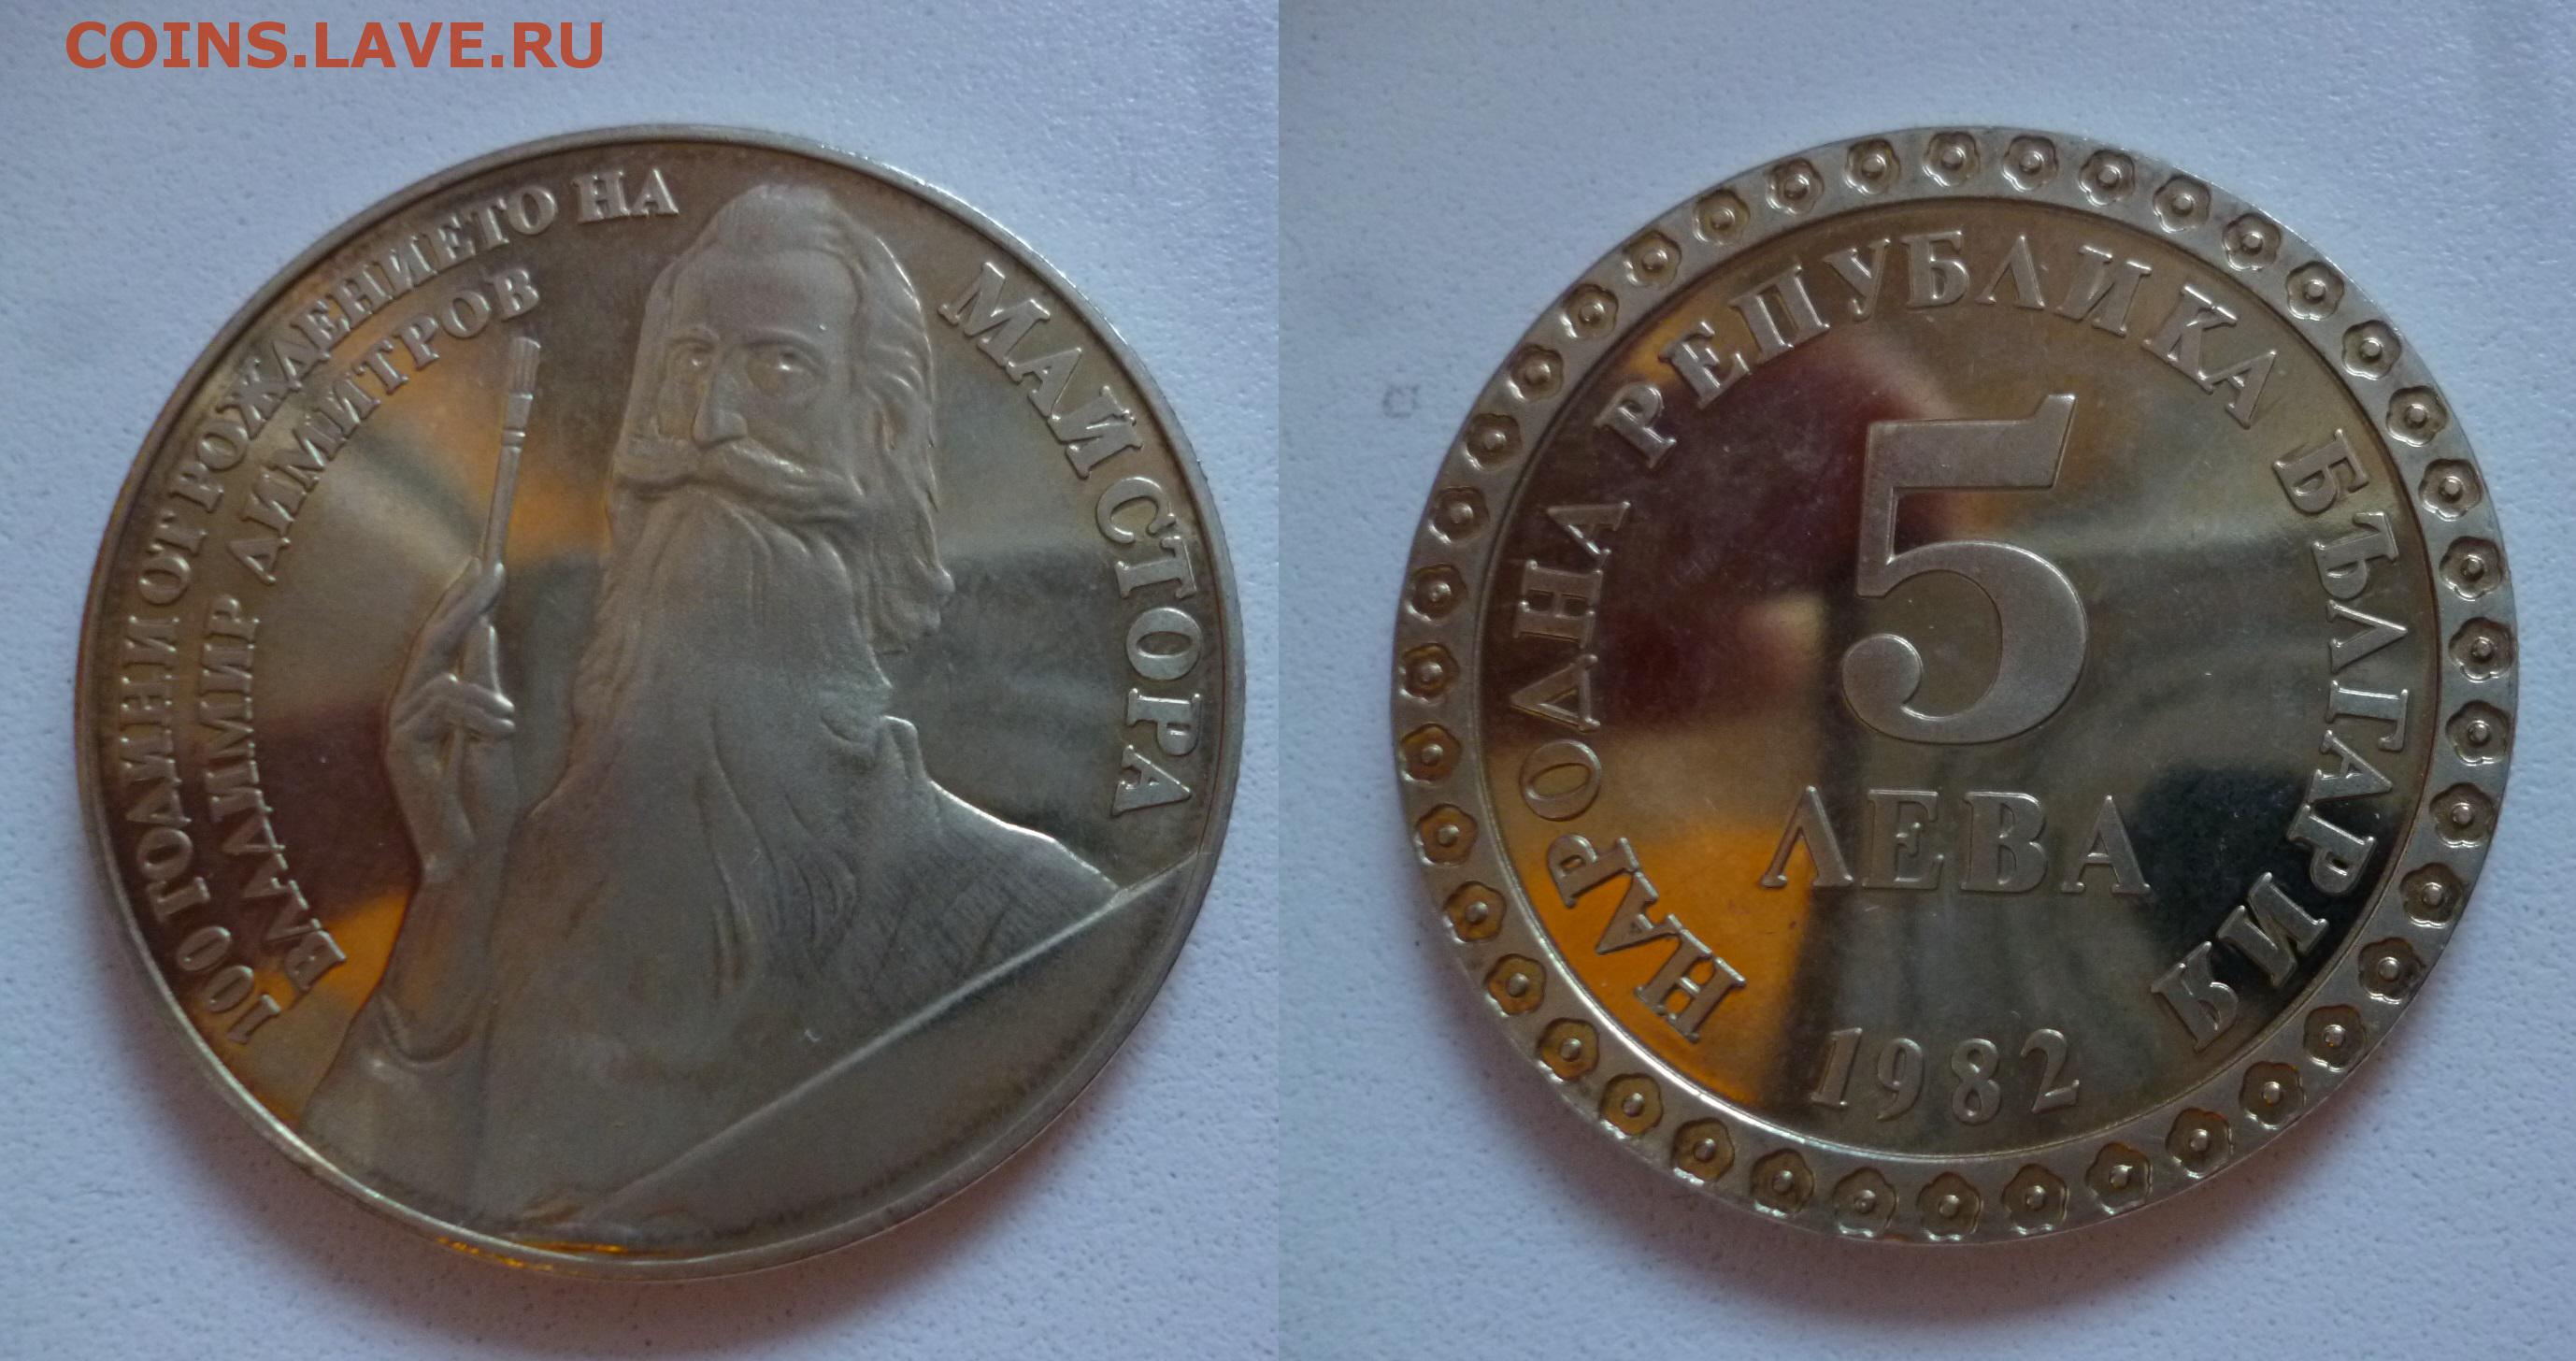 COINS.LAVE.RU
100 ГОДИНИ ОТ РОЖДЕНИЕТО НА
ВЛАДИМИР ДИМИТРОВ
МАЙСТОРА
НАРОДНА РЕПУБЛИКА БЪЛГАРИЯ
5
ЛЕВА
1982